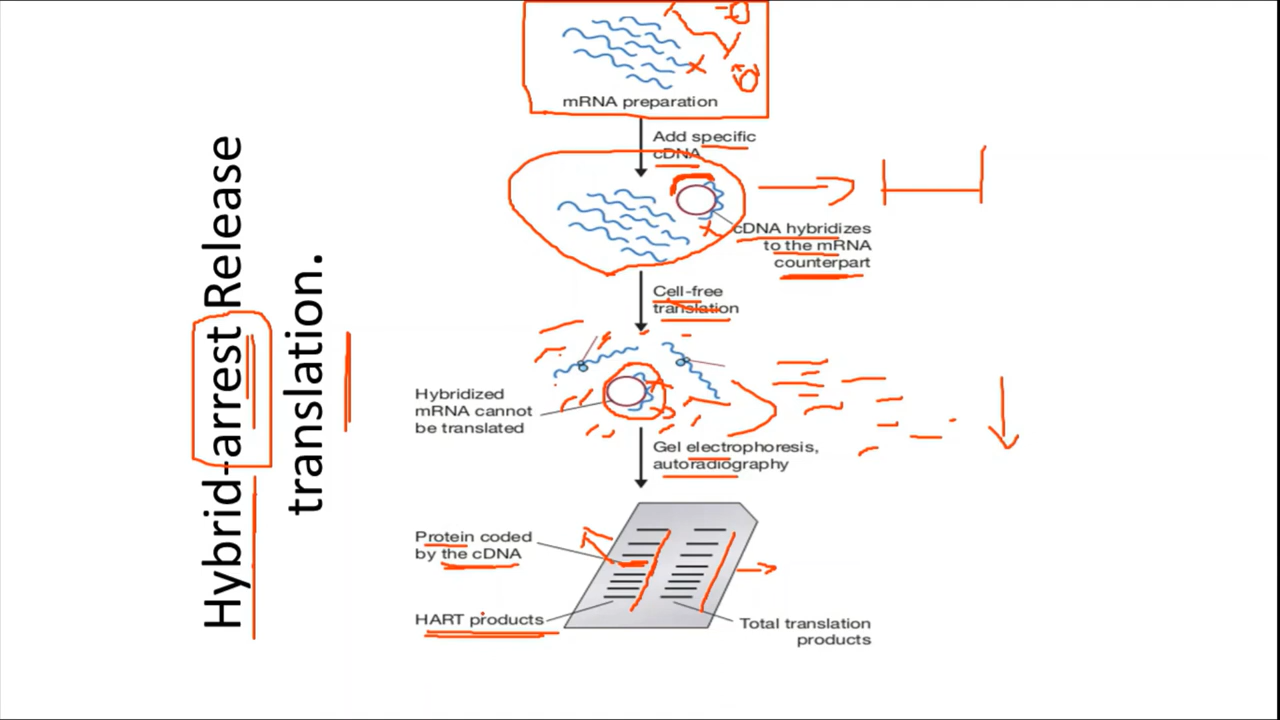 Hybrid-arrest Release
translation.
mRNA preparation
Add specific
cDNA
cDNA hybridizes
to the mRNA
counterpart
Cell-free
translation
Hybridized
mRNA cannot
be translated
Gel electrophoresis,
autoradiography
Protein coded
by the cDNA
HART products
Total translation
products